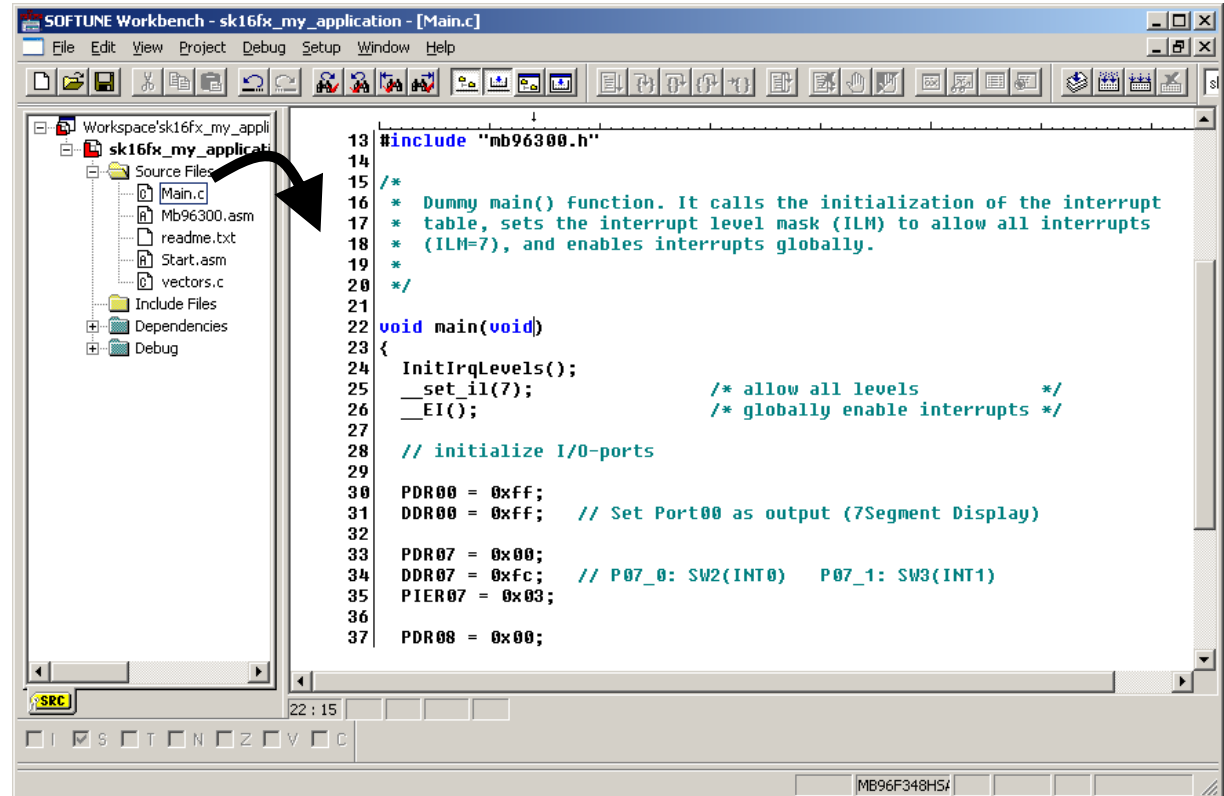 SOFTUNE Workbench - sk16fx_my_application - [Main.c]
File Edit View Project Debug Setup Window Help
Workspace'sk16fx_my_appli
sk16fx_my_applicati
Source Files
Main.c
Mb96300.asm
readme.txt
Start.asm
vectors.c
Include Files
Dependencies
Debug
13 #include "mb96300.h"
14
15 /*
16 * Dummy main() function. It calls the initialization of the interrupt
17 * table, sets the interrupt level mask (ILM) to allow all interrupts
18 * (ILM=7), and enables interrupts globally.
19 *
20 */
21
22 void main(void)
23 {
24 InitIrqLevels();
25 __set_il(7); /* allow all levels */
26 __EI(); /* globally enable interrupts */
27
28 // initialize I/O-ports
29
30 PDR00 = 0xff;
31 DDR00 = 0xff; // Set Port00 as output (7Segment Display)
32
33 PDR07 = 0x00;
34 DDR07 = 0xfc; // P07_0: SW2(INT0) P07_1: SW3(INT1)
35 PIER07 = 0x03;
36
37 PDR08 = 0x00;
SRC
22 : 15
I S T N Z V C
MB96F348HSA